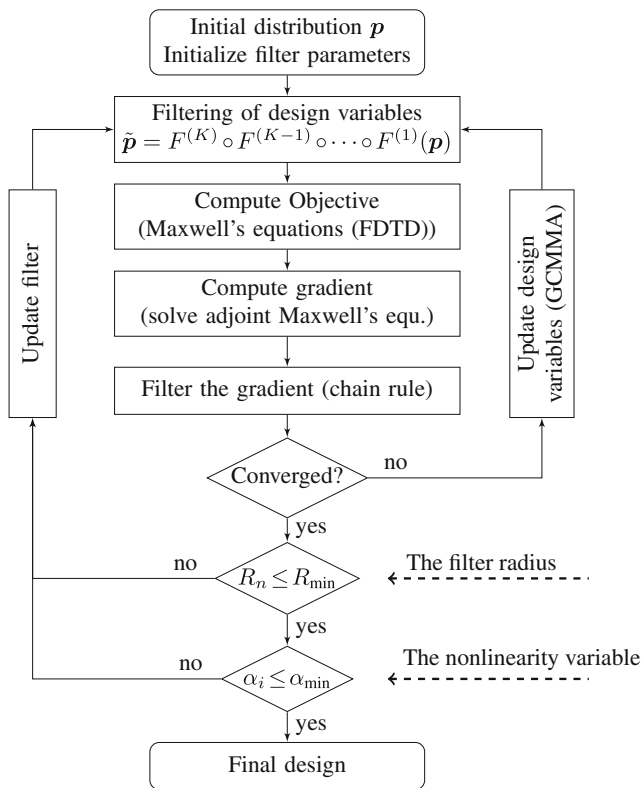 Initial distribution p
Initialize filter parameters
Filtering of design variables
p̃ = F^(K) ∘ F^(K−1) ∘ ⋯ ∘ F^(1)(p)
Compute Objective
(Maxwell's equations (FDTD))
Compute gradient
(solve adjoint Maxwell's equ.)
Filter the gradient (chain rule)
Update filter
Update design
variables (GCMMA)
Converged?
no
yes
R_n ≤ R_min
no
The filter radius
yes
α_i ≤ α_min
no
The nonlinearity variable
yes
Final design